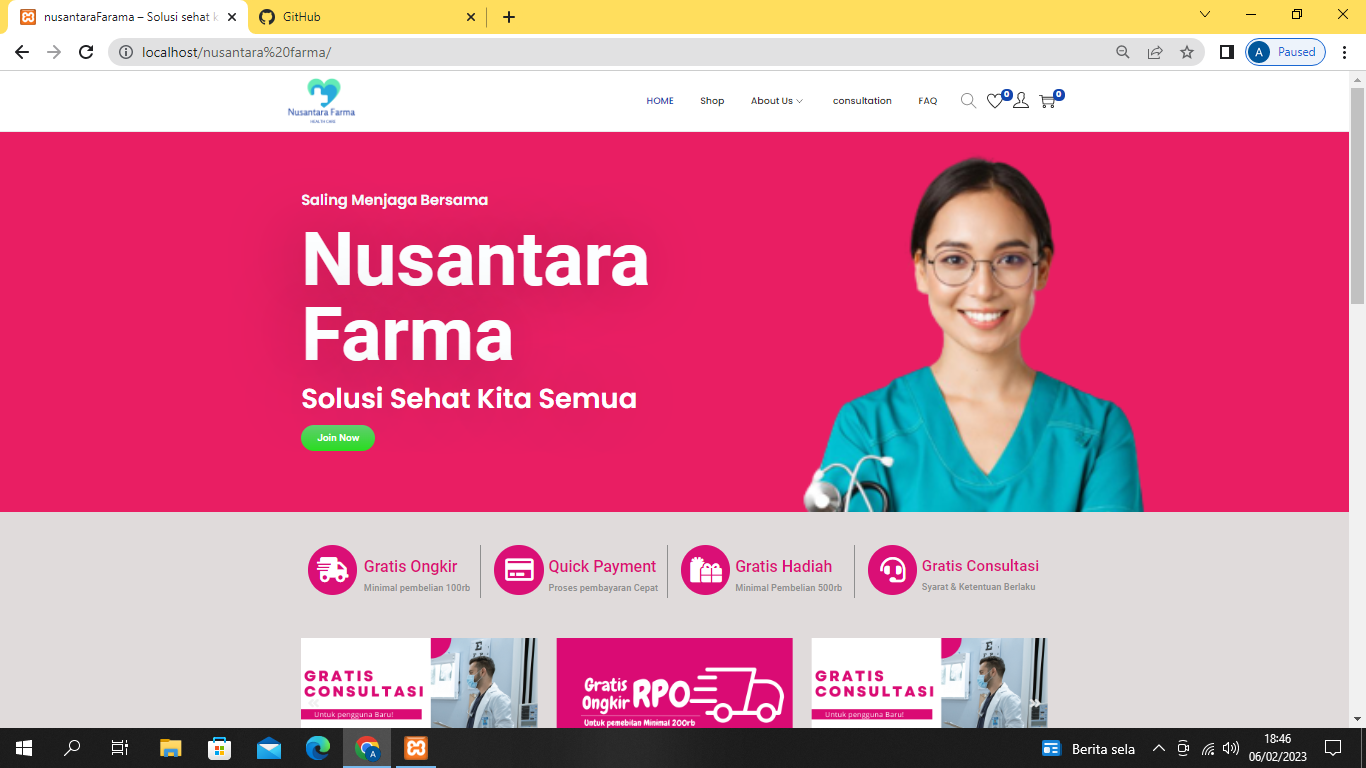 nusantaraFarama – Solusi sehat k
GitHub
localhost/nusantara%20farma/
A
Paused
Nusantara Farma
HEALTH CARE
HOME
Shop
About Us
consultation
FAQ
0
0
Saling Menjaga Bersama
Nusantara
Farma
Solusi Sehat Kita Semua
Join Now
Gratis Ongkir
Minimal pembelian 100rb
Quick Payment
Proses pembayaran Cepat
Gratis Hadiah
Minimal Pembelian 500rb
Gratis Consultasi
Syarat & Ketentuan Berlaku
GRATIS
CONSULTASI
Untuk pengguna Baru!
Gratis
Ongkir RPO
Untuk pemebilan Minimal 200rb
GRATIS
CONSULTASI
Untuk pengguna Baru!
A
Berita sela
18:46
06/02/2023